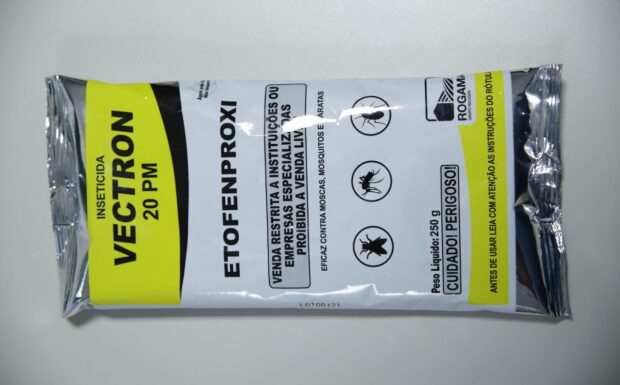 INSETICIDA
VECTRON
20 PM
ETOFENPROXI
VENDA RESTRITA A INSTITUIÇÕES OU
EMPRESAS ESPECIALIZADAS
PROIBIDA A VENDA
EFICAZ CONTRA MOSCAS, MOSQUITOS E BARATAS
ROGAMA
Peso Líquido: 250 g
CUIDADO! PERIGOSO!
ANTES DE USAR LEIA COM ATENÇÃO AS INSTRUÇÕES DO RÓTULO